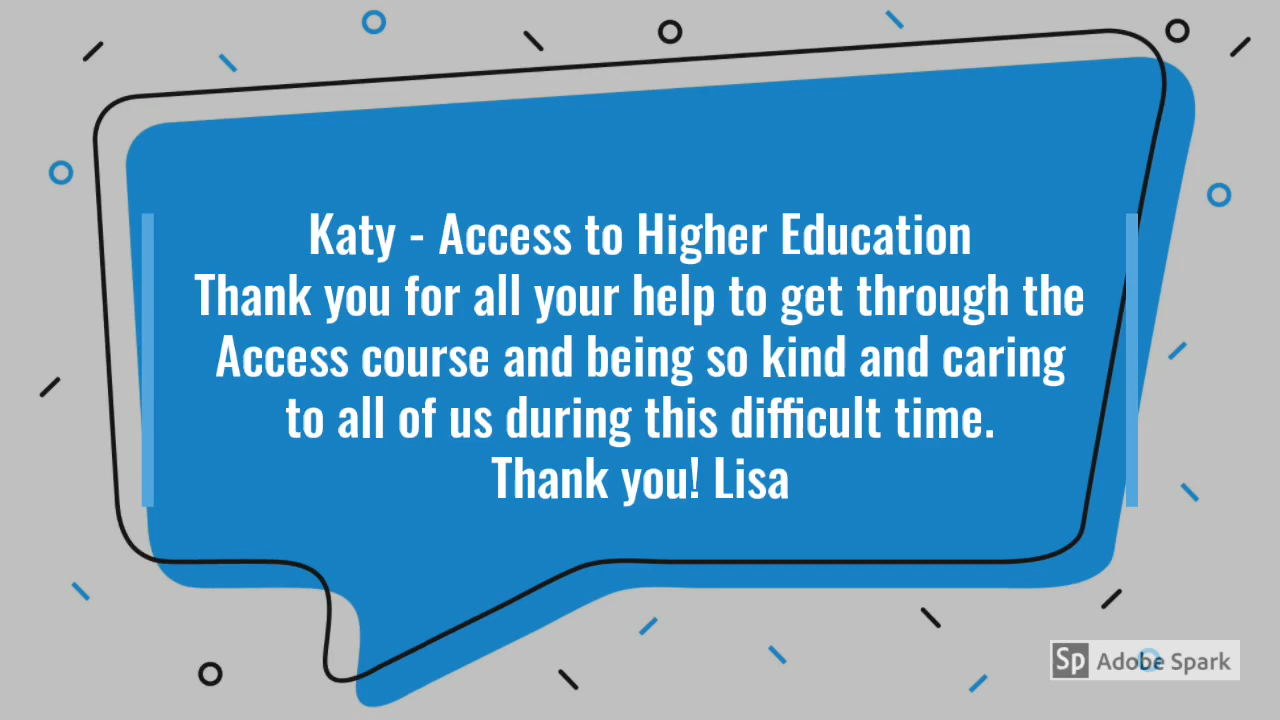 Katy - Access to Higher Education
Thank you for all your help to get through the
Access course and being so kind and caring
to all of us during this difficult time.
Thank you! Lisa
Sp Adobe Spark